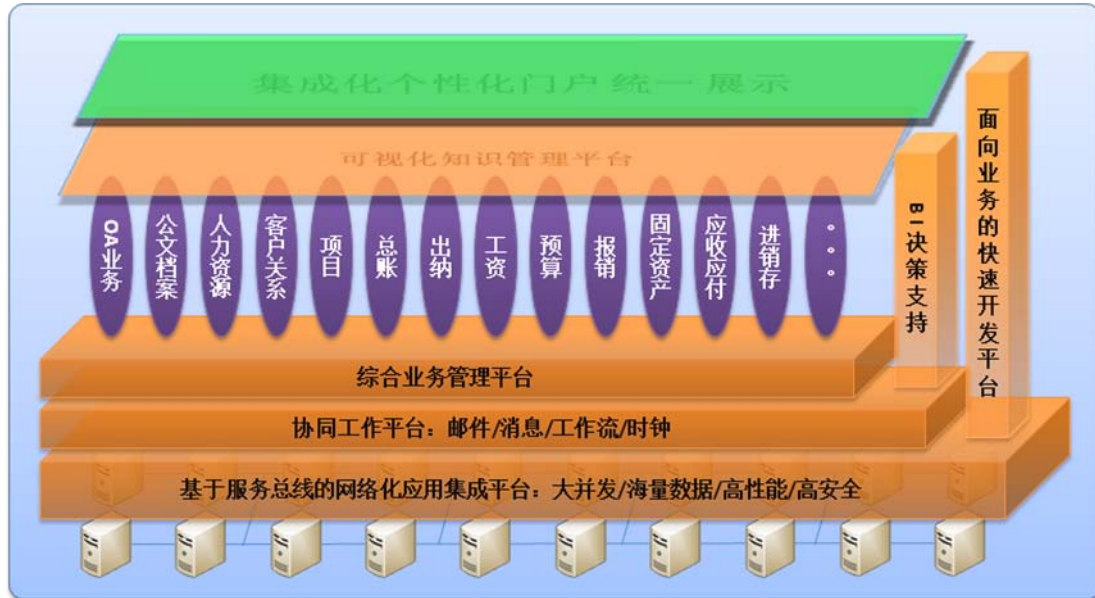 集成化个性化门户统一展示
可视化知识管理平台
OA业务
公文档案
人力资源
客户关系
项目
总账
出纳
工资
预算
报销
固定资产
应收应付
进销存
。。。
BI决策支持
面向业务的快速开发平台
综合业务管理平台
协同工作平台：邮件/消息/工作流/时钟
基于服务总线的网络化应用集成平台：大并发/海量数据/高性能/高安全